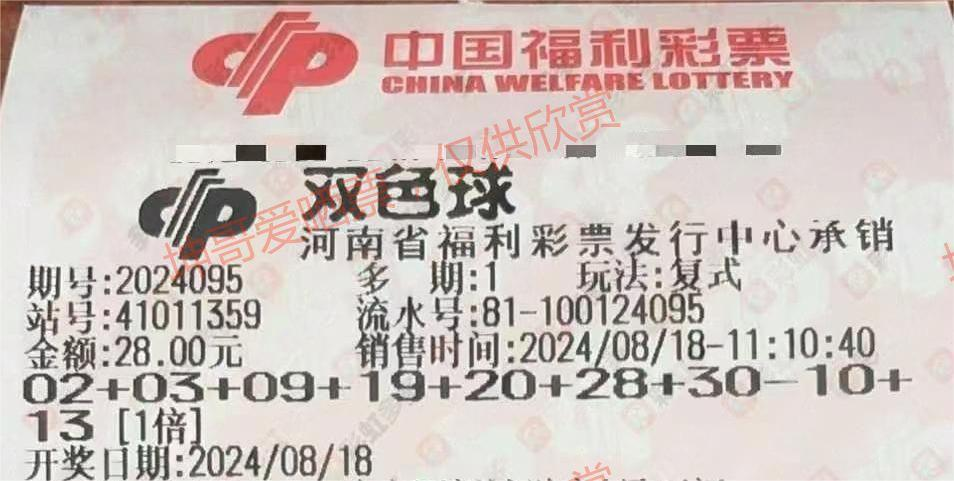 中国福利彩票
CHINA WELFARE LOTTERY
双色球
河南省福利彩票发行中心承销
期号:2024095 多 期:1 玩法:复式
站号:41011359 流水号:81-100124095
金额:28.00元 销售时间:2024/08/18-11:10:40
02+03+09+19+20+28+30-10+
13 [1倍]
开奖日期:2024/08/18
哥爱晒票，仅供欣赏